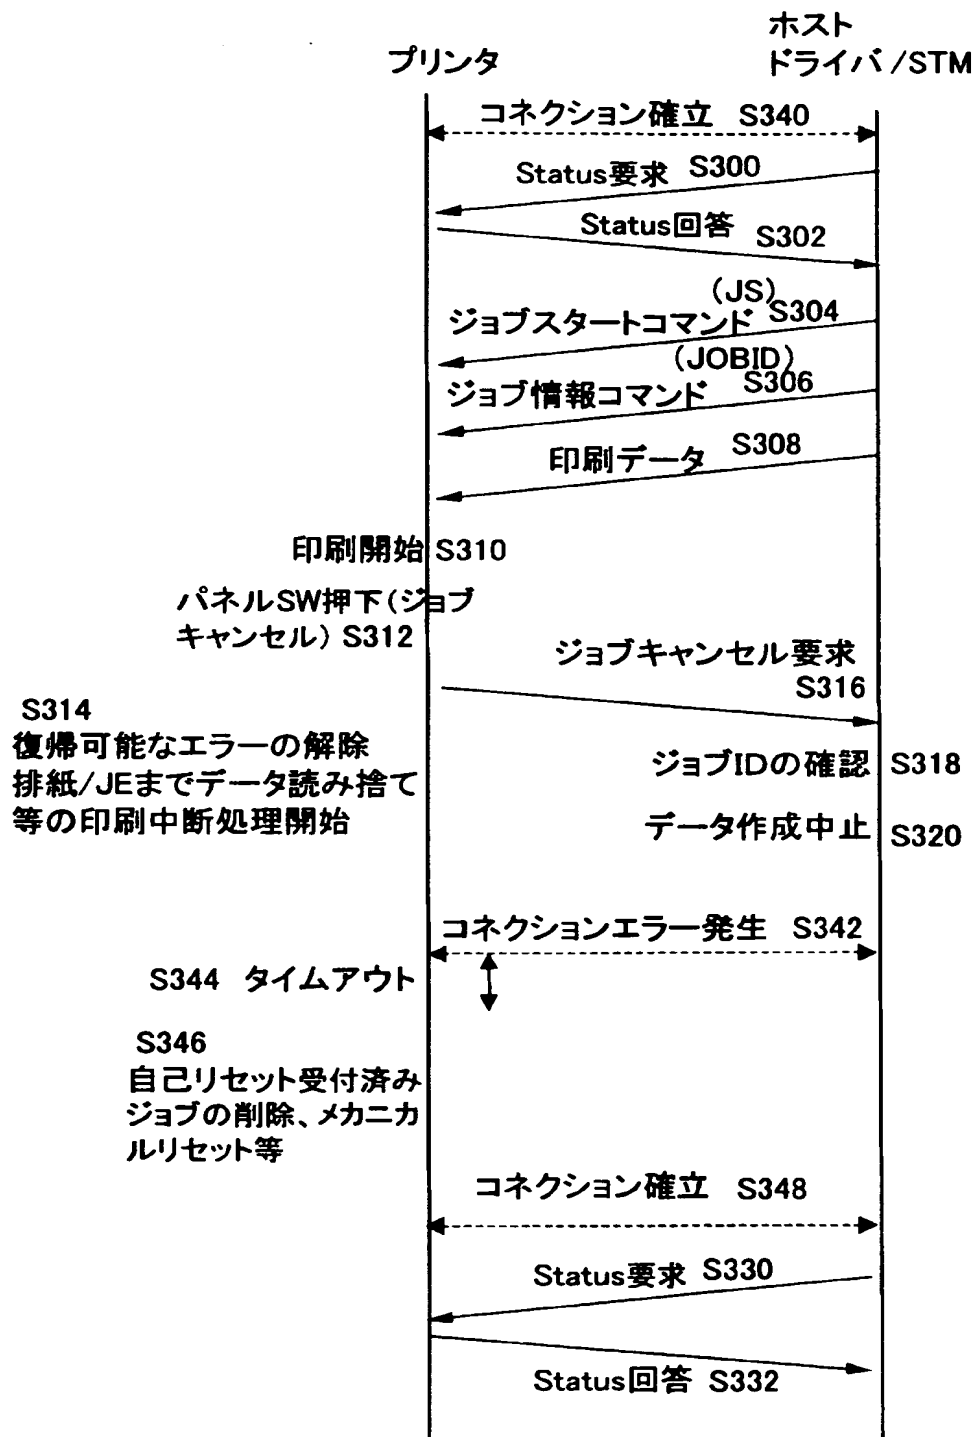 ホスト
プリンタ
ドライバ/STM
コネクション確立 S340
Status要求 S300
Status回答 S302
(JS)
ジョブスタートコマンド S304
(JOBID)
ジョブ情報コマンド S306
印刷データ S308
印刷開始 S310
パネルSW押下(ジョブ
キャンセル) S312
ジョブキャンセル要求
S316
S314
復帰可能なエラーの解除
排紙/JEまでデータ読み捨て
等の印刷中断処理開始
ジョブIDの確認 S318
データ作成中止 S320
コネクションエラー発生 S342
S344 タイムアウト
S346
自己リセット受付済み
ジョブの削除、メカニカ
ルリセット等
コネクション確立 S348
Status要求 S330
Status回答 S332